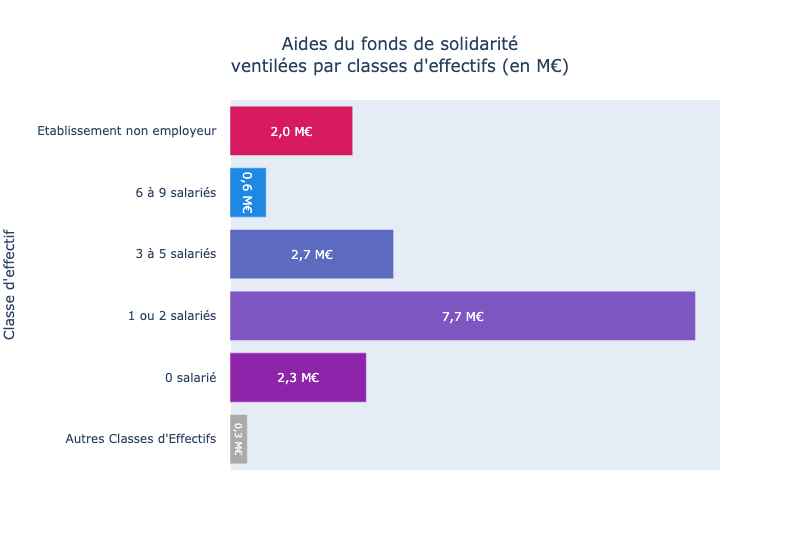 Aides du fonds de solidarité
ventilées par classes d'effectifs (en M€)
Classe d'effectif
Etablissement non employeur
2,0 M€
6 à 9 salariés
0,6 M€
3 à 5 salariés
2,7 M€
1 ou 2 salariés
7,7 M€
0 salarié
2,3 M€
Autres Classes d'Effectifs
0,3 M€